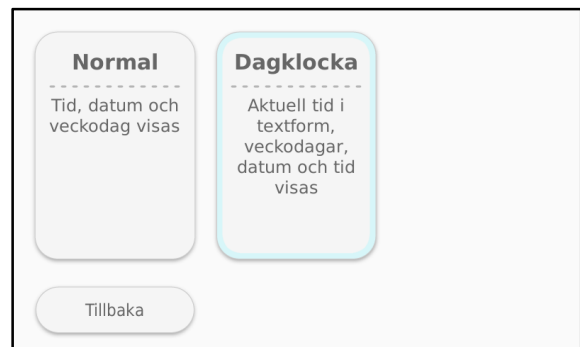 Normal
Tid, datum och
veckodag visas
Dagklocka
Aktuell tid i
textform,
veckodagar,
datum och tid
visas
Tillbaka